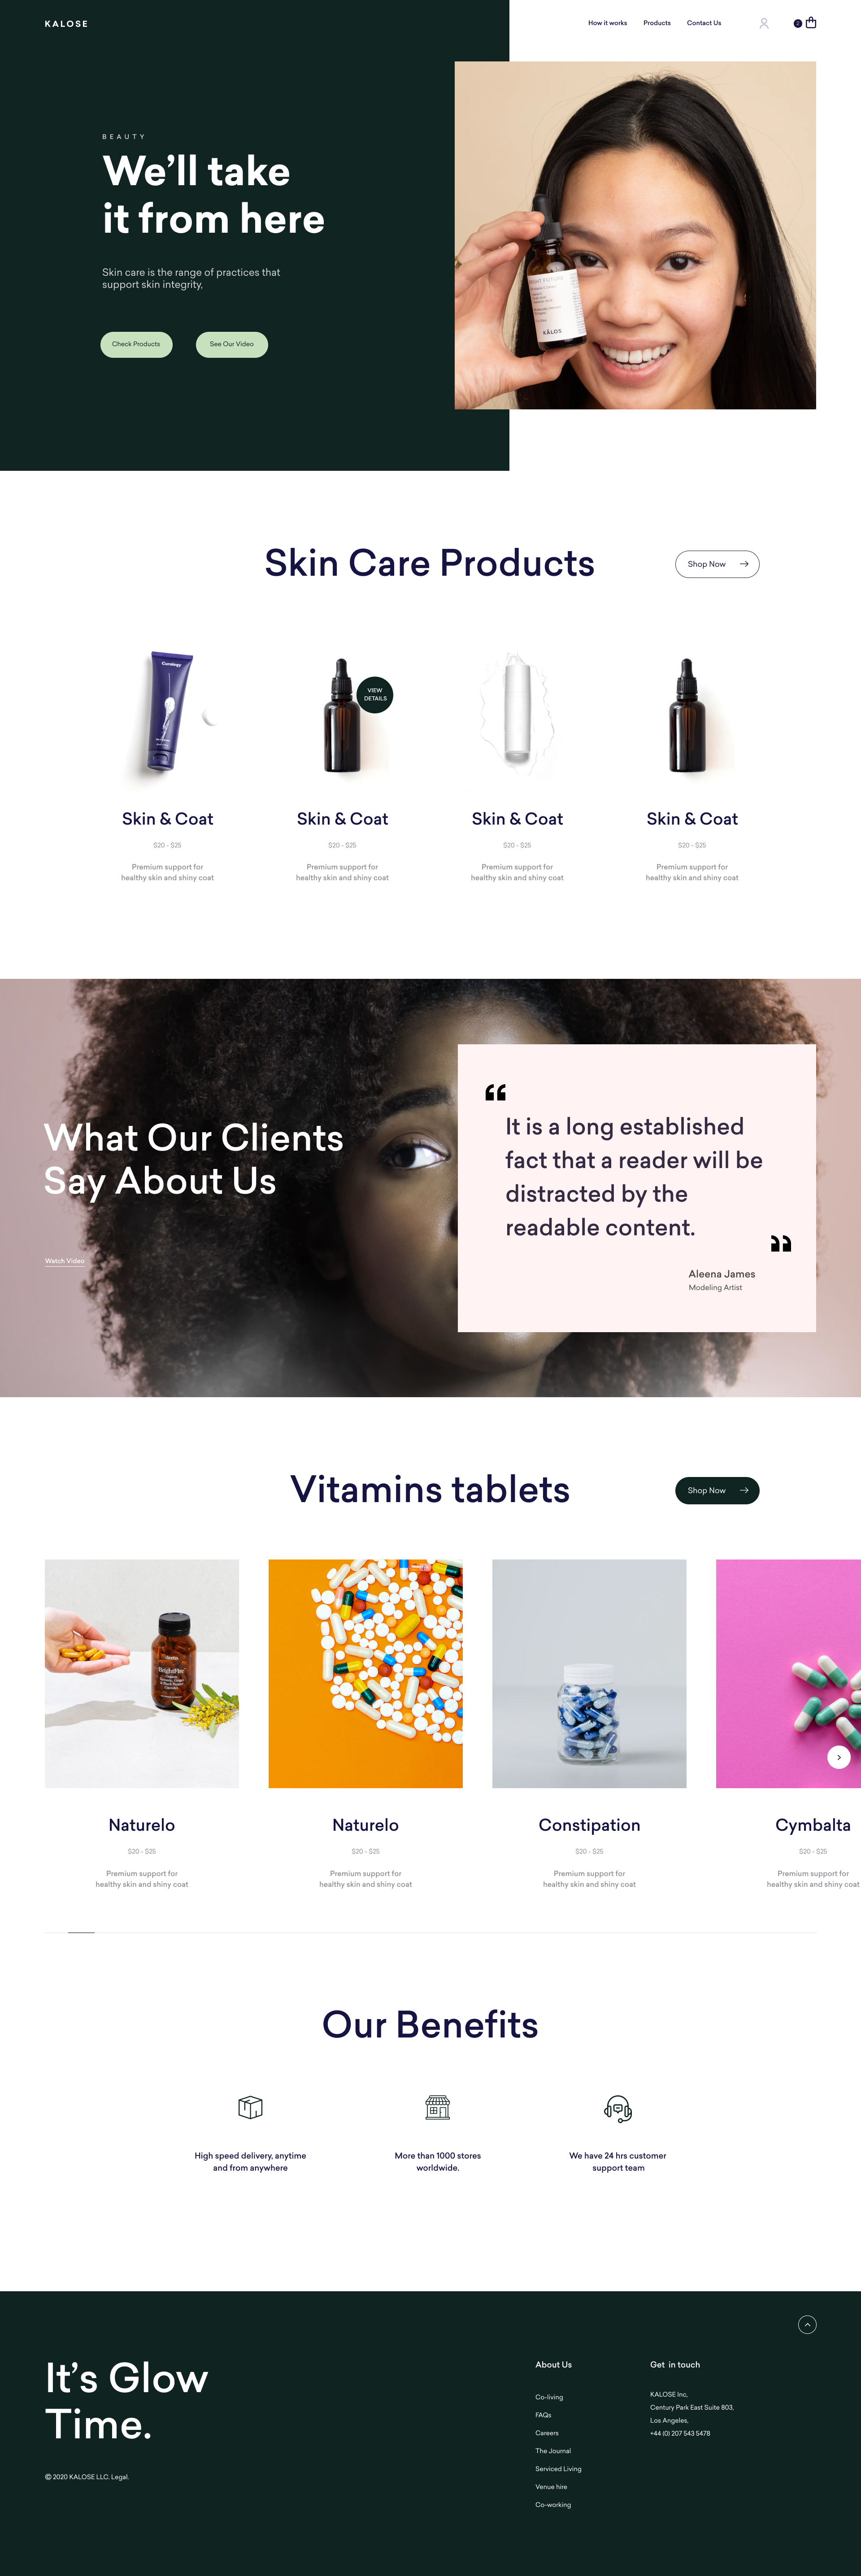 KALOSE
How it works
Products
Contact Us
2
BEAUTY
We’ll take
it from here
Skin care is the range of practices that
support skin integrity,
Check Products
See Our Video
KÅLOS
Skin Care Products
Shop Now
Curology
VIEW
DETAILS
Skin & Coat
$20 - $25
Premium support for
healthy skin and shiny coat
Skin & Coat
$20 - $25
Premium support for
healthy skin and shiny coat
Skin & Coat
$20 - $25
Premium support for
healthy skin and shiny coat
Skin & Coat
$20 - $25
Premium support for
healthy skin and shiny coat
What Our Clients
Say About Us
Watch Video
“
It is a long established
fact that a reader will be
distracted by the
readable content.
”
Aleena James
Modeling Artist
Vitamins tablets
Shop Now
Naturelo
$20 - $25
Premium support for
healthy skin and shiny coat
Naturelo
$20 - $25
Premium support for
healthy skin and shiny coat
Constipation
$20 - $25
Premium support for
healthy skin and shiny coat
Cymbalta
$20 - $25
Premium support for
healthy skin and shiny coat
Our Benefits
High speed delivery, anytime
and from anywhere
More than 1000 stores
worldwide.
We have 24 hrs customer
support team
It’s Glow
Time.
© 2020 KALOSE LLC. Legal.
About Us
Co-living
FAQs
Careers
The Journal
Serviced Living
Venue hire
Co-working
Get in touch
KALOSE Inc,
Century Park East Suite 803,
Los Angeles,
+44 (0) 207 543 5478